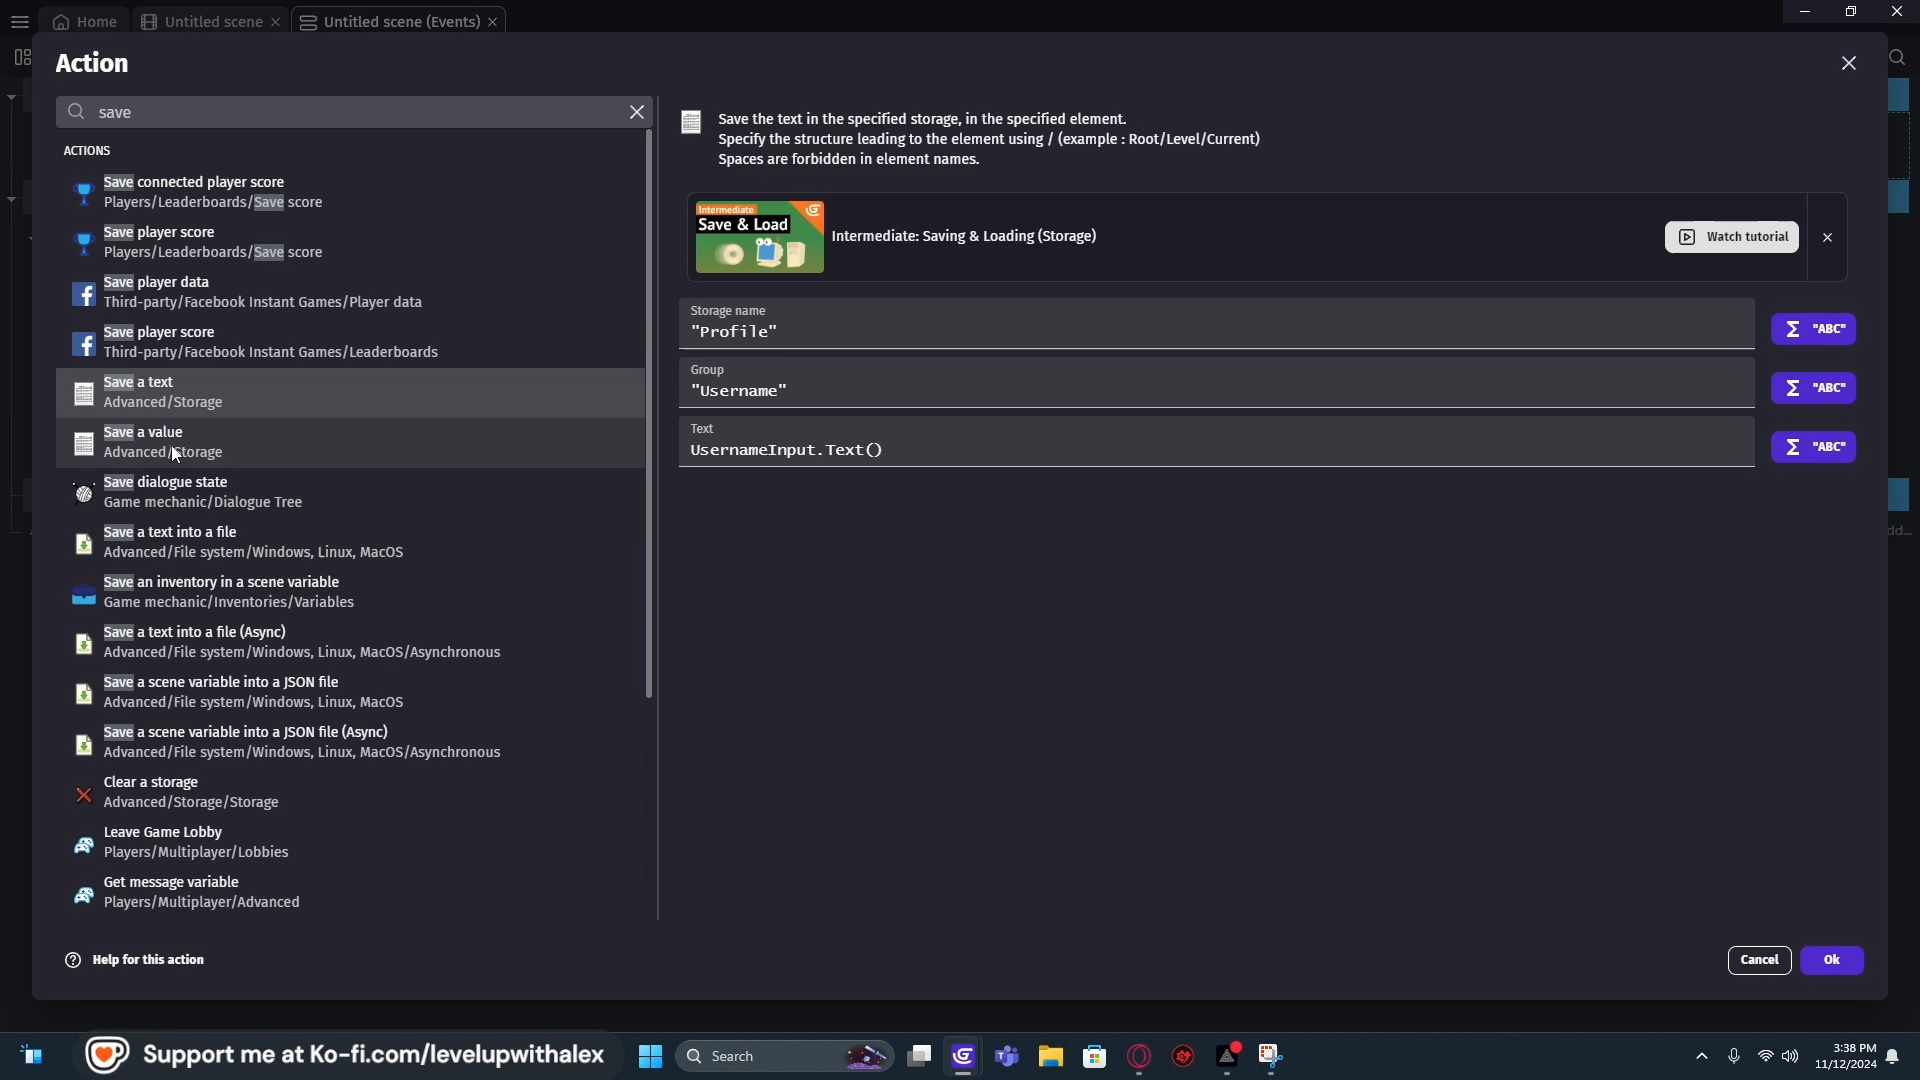 Home
Untitled scene
Untitled scene (Events)
Action
save
ACTIONS
Save connected player score
Players/Leaderboards/Save score
Save player score
Players/Leaderboards/Save score
Save player data
Third-party/Facebook Instant Games/Player data
Save player score
Third-party/Facebook Instant Games/Leaderboards
Save a text
Advanced/Storage
Save a value
Advanced/Storage
Save dialogue state
Game mechanic/Dialogue Tree
Save a text into a file
Advanced/File system/Windows, Linux, MacOS
Save an inventory in a scene variable
Game mechanic/Inventories/Variables
Save a text into a file (Async)
Advanced/File system/Windows, Linux, MacOS/Asynchronous
Save a scene variable into a JSON file
Advanced/File system/Windows, Linux, MacOS
Save a scene variable into a JSON file (Async)
Advanced/File system/Windows, Linux, MacOS/Asynchronous
Clear a storage
Advanced/Storage/Storage
Leave Game Lobby
Players/Multiplayer/Lobbies
Get message variable
Players/Multiplayer/Advanced
Help for this action
Save the text in the specified storage, in the specified element.
Specify the structure leading to the element using / (example : Root/Level/Current)
Spaces are forbidden in element names.
Intermediate
Save & Load
Intermediate: Saving & Loading (Storage)
Watch tutorial
Storage name
"Profile"
Σ "ABC"
Group
"Username"
Σ "ABC"
Text
UsernameInput.Text()
Σ "ABC"
dd...
Cancel
Ok
Support me at Ko-fi.com/levelupwithalex
Search
3:38 PM
11/12/2024